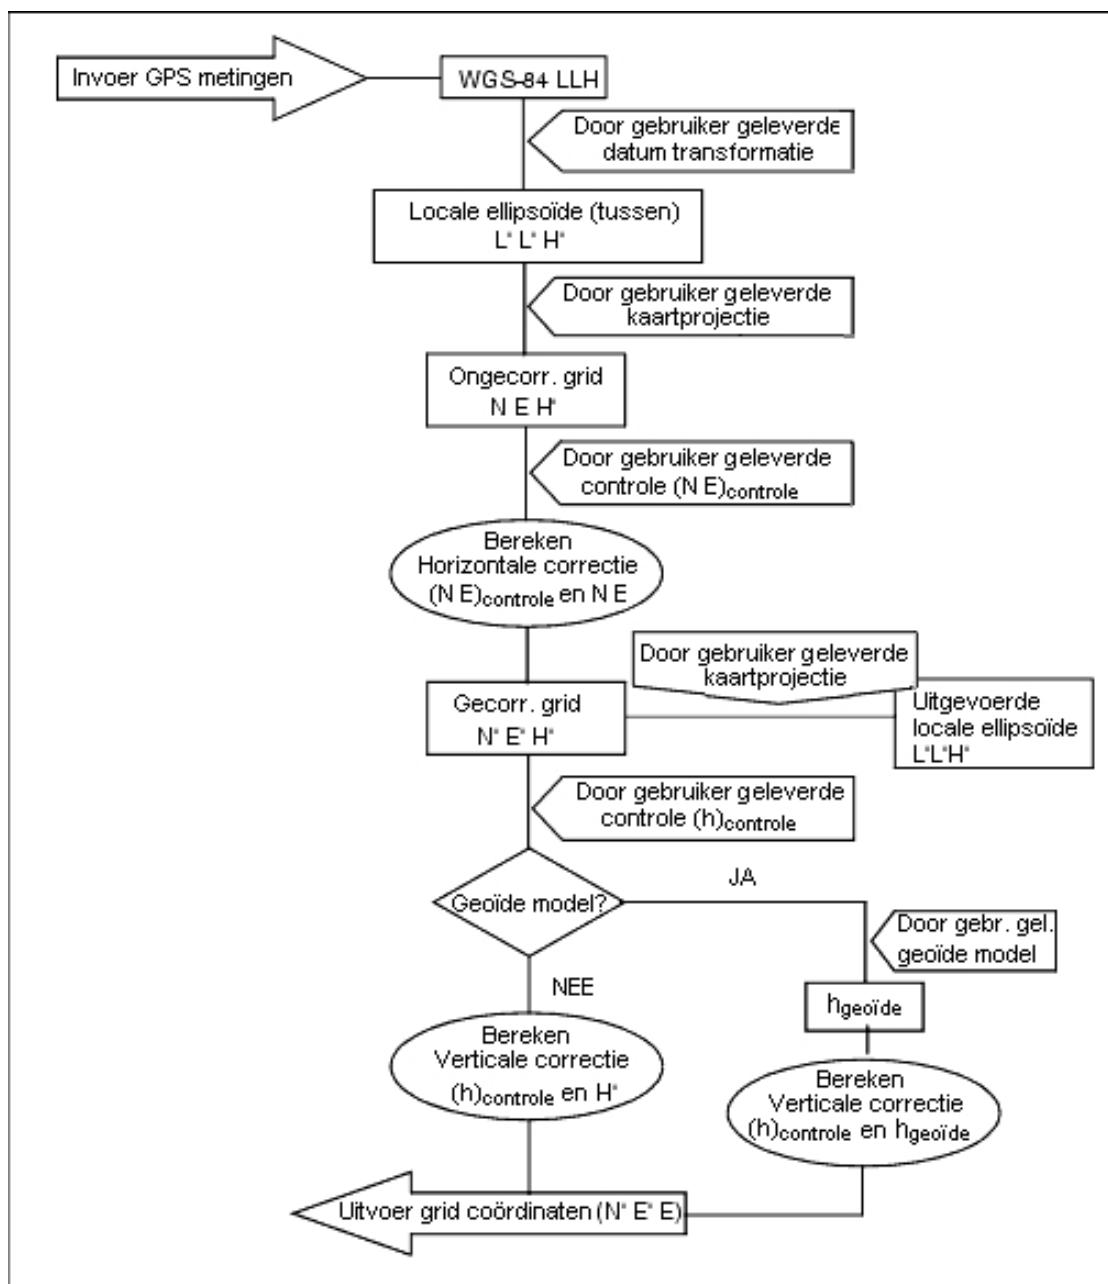 Invoer GPS metingen
WGS-84 LLH
Door gebruiker geleverde
datum transformatie
Locale ellipsoïde (tussen)
L' L' H'
Door gebruiker geleverde
kaartprojectie
Ongecorr. grid
N E H'
Door gebruiker geleverde
controle (N E)controle
Bereken
Horizontale correctie
(N E)controle en N E
Door gebruiker geleverde
kaartprojectie
Gecorr. grid
N' E' H'
Uitgevoerde
locale ellipsoïde
L'L'H'
Door gebruiker geleverde
controle (h)controle
Geoïde model?
JA
Door gebr. gel.
geoïde model
NEE
hgeoïde
Bereken
Verticale correctie
(h)controle en H'
Bereken
Verticale correctie
(h)controle en hgeoïde
Uitvoer grid coördinaten (N' E' E)